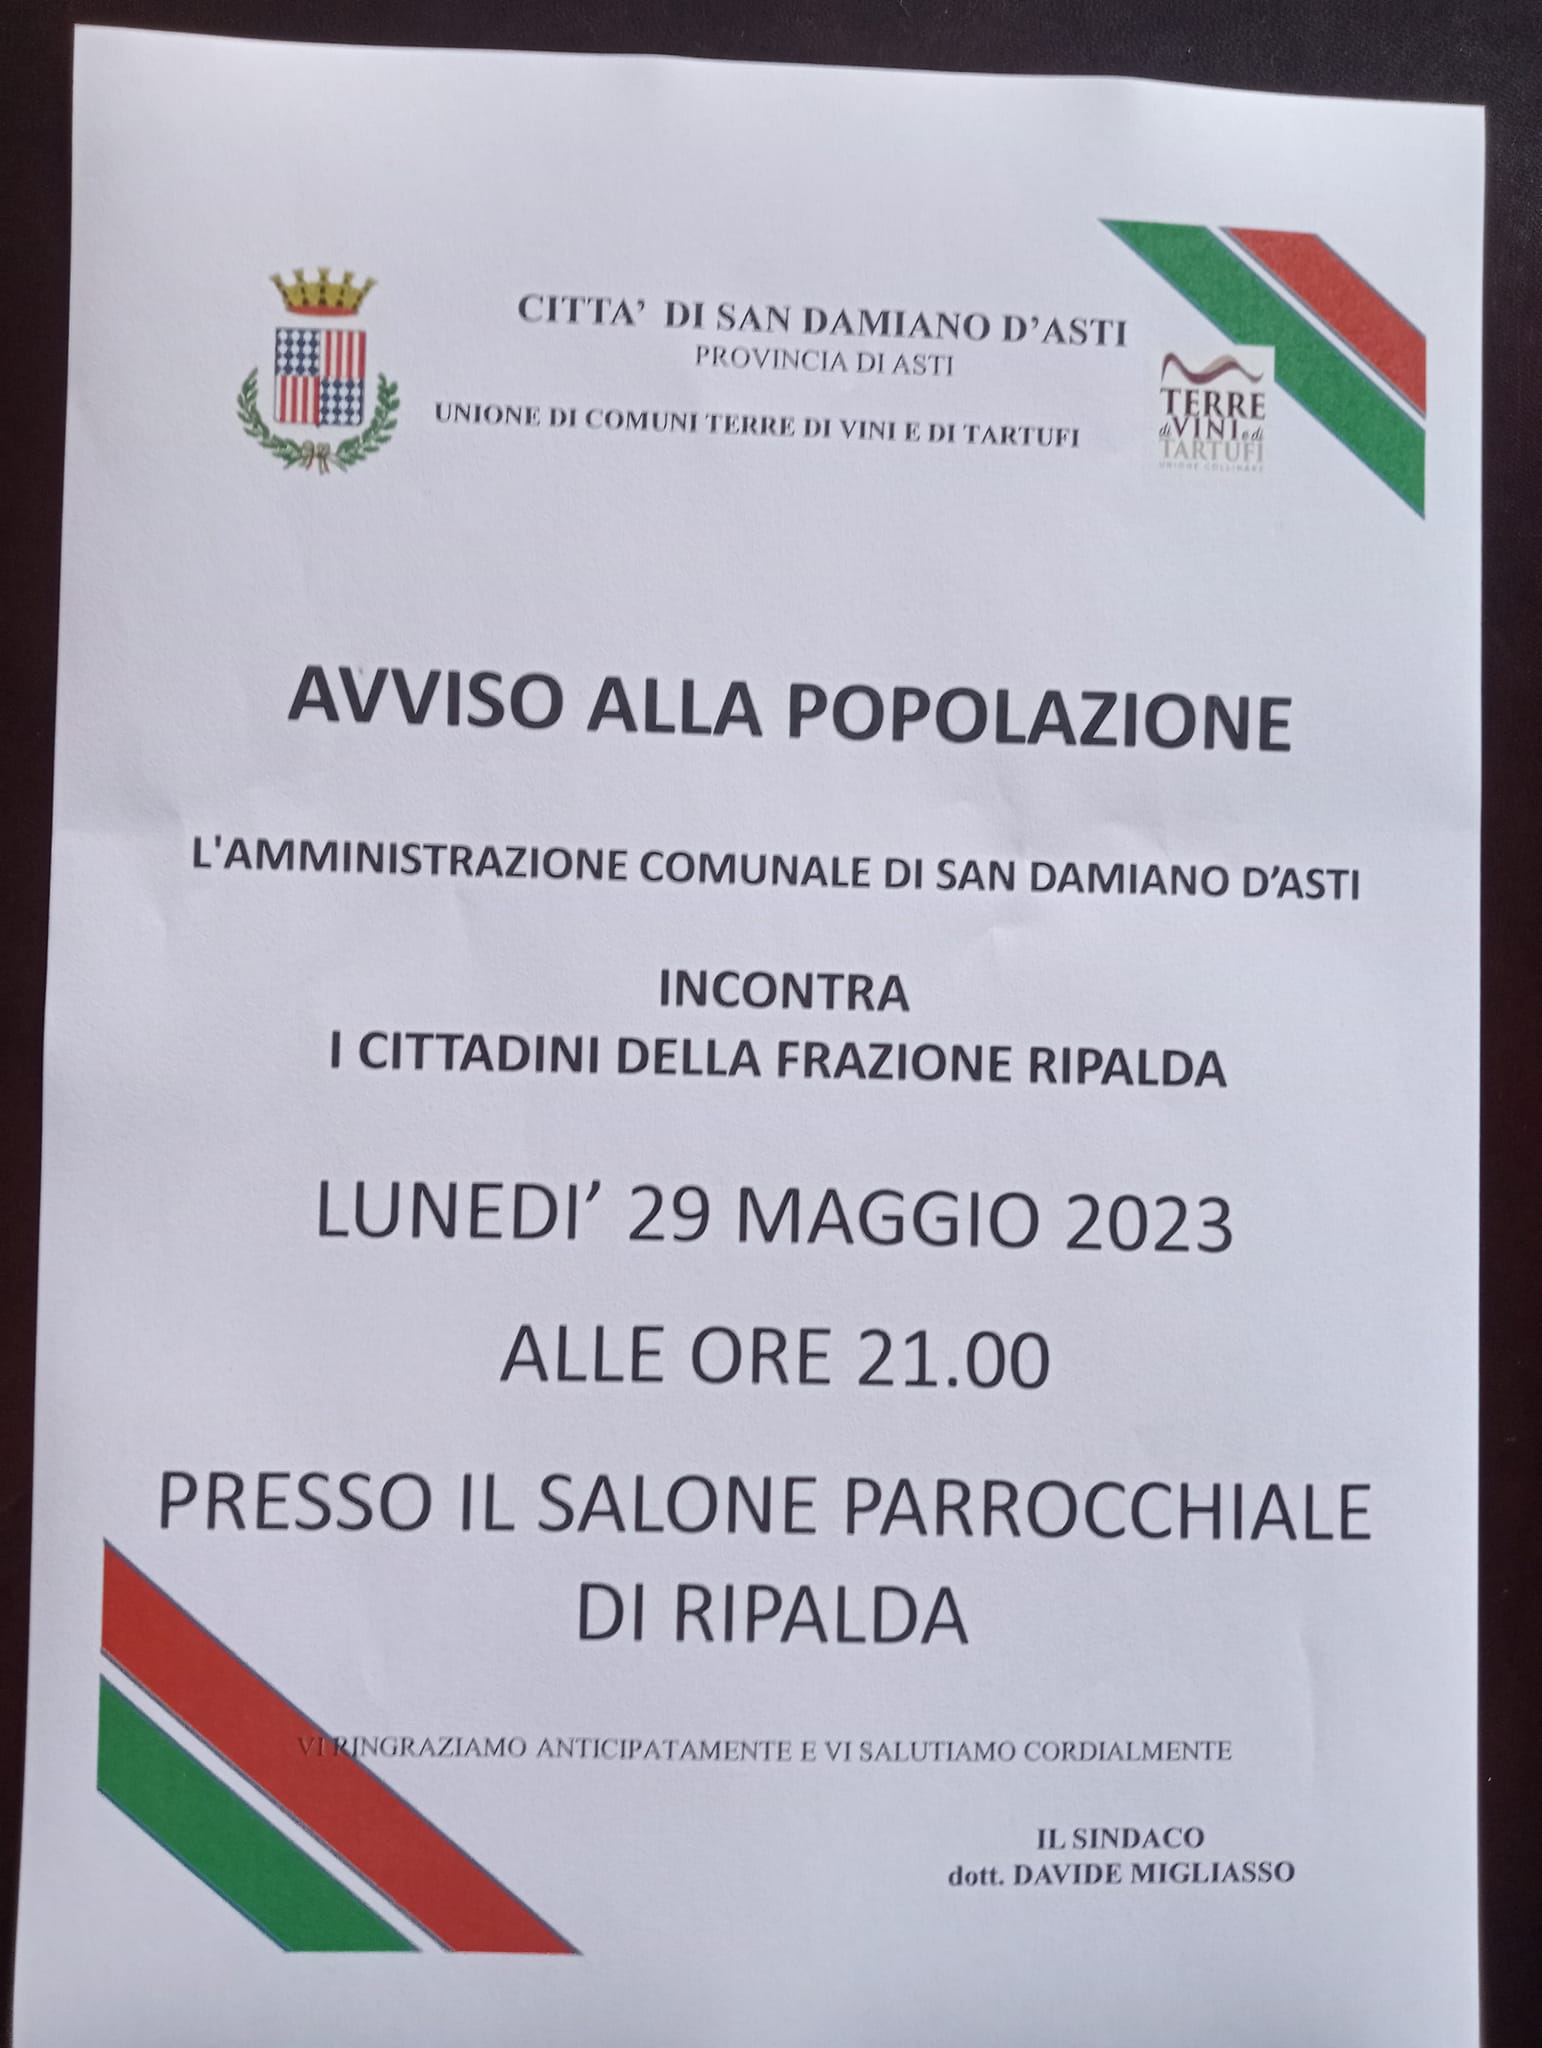 CITTA' DI SAN DAMIANO D'ASTI
PROVINCIA DI ASTI
UNIONE DI COMUNI TERRE DI VINI E DI TARTUFI
TERRE
di VINI e di
TARTUFI
UNIONE COLLINARE
AVVISO ALLA POPOLAZIONE
L'AMMINISTRAZIONE COMUNALE DI SAN DAMIANO D'ASTI
INCONTRA
I CITTADINI DELLA FRAZIONE RIPALDA
LUNEDI' 29 MAGGIO 2023
ALLE ORE 21.00
PRESSO IL SALONE PARROCCHIALE
DI RIPALDA
VI RINGRAZIAMO ANTICIPATAMENTE E VI SALUTIAMO CORDIALMENTE
IL SINDACO
dott. DAVIDE MIGLIASSO